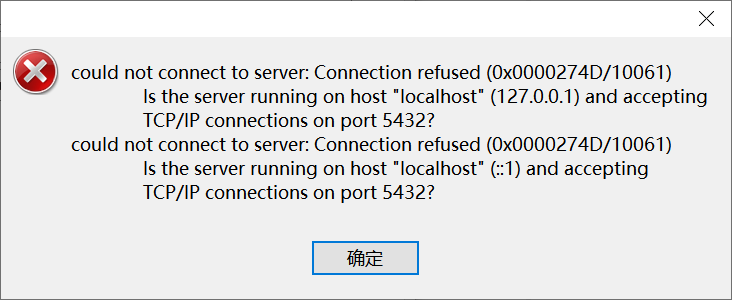 could not connect to server: Connection refused (0x0000274D/10061)
Is the server running on host "localhost" (127.0.0.1) and accepting
TCP/IP connections on port 5432?
could not connect to server: Connection refused (0x0000274D/10061)
Is the server running on host "localhost" (::1) and accepting
TCP/IP connections on port 5432?
确定